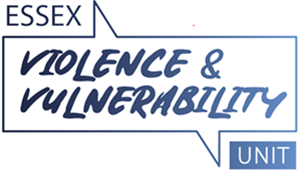 ESSEX
VIOLENCE &
VULNERABILITY
UNIT